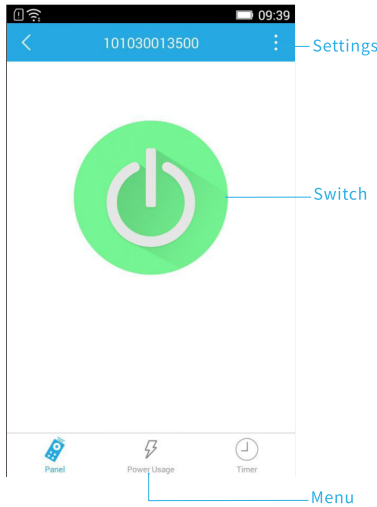 09:39
101030013500
Settings
Switch
Panel
Power Usage
Timer
Menu